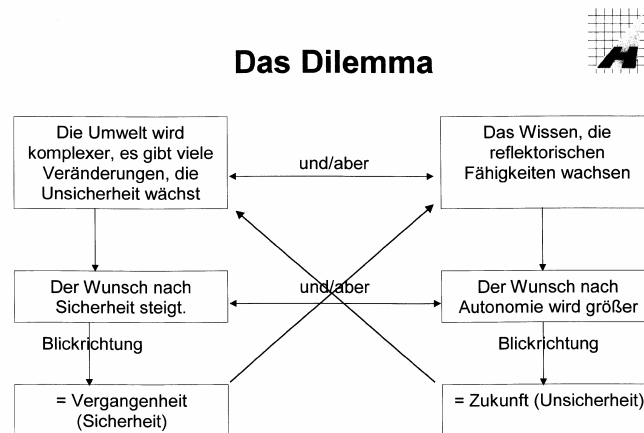 Das Dilemma
H
Die Umwelt wird
komplexer, es gibt viele
Veränderungen, die
Unsicherheit wächst
und/aber
Das Wissen, die
reflektorischen
Fähigkeiten wachsen
Der Wunsch nach
Sicherheit steigt.
und/aber
Der Wunsch nach
Autonomie wird größer
Blickrichtung
Blickrichtung
= Vergangenheit
(Sicherheit)
= Zukunft (Unsicherheit)